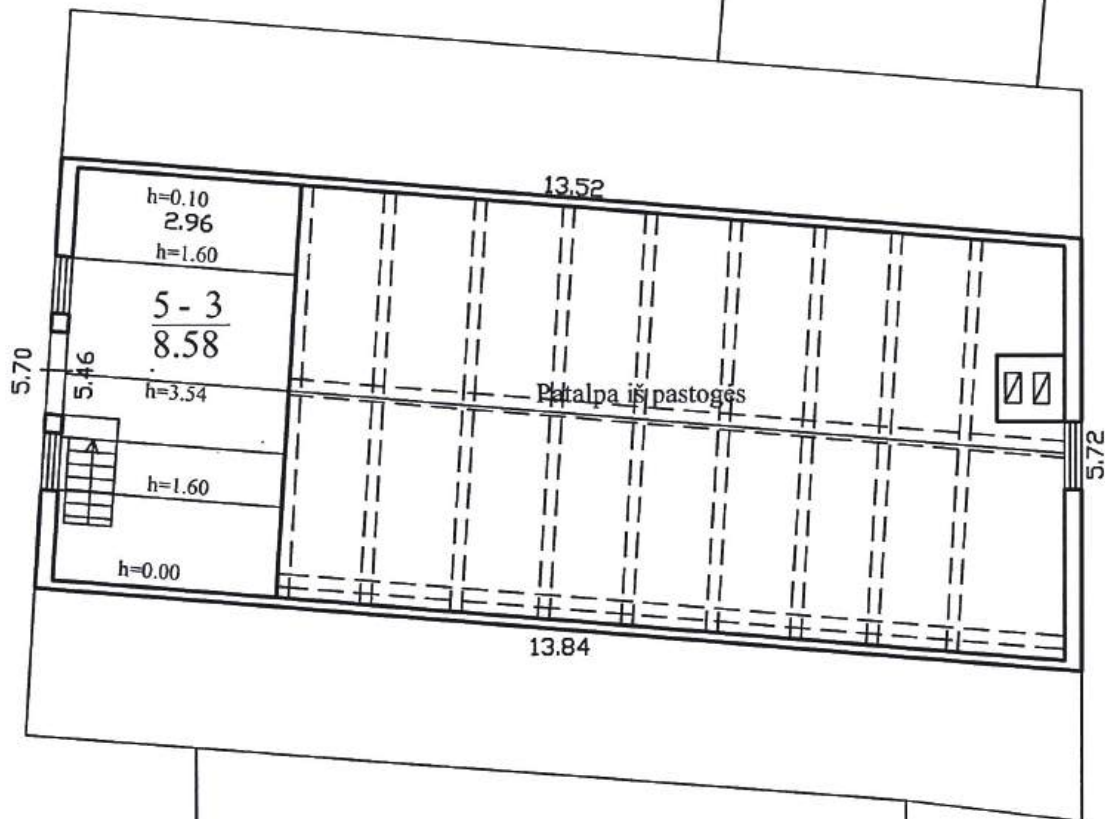 13.52
h=0.10
2.96
h=1.60
5 - 3
8.58
5.70
5.46
h=3.54
Patalpa iš pastogės
5.72
h=1.60
h=0.00
13.84